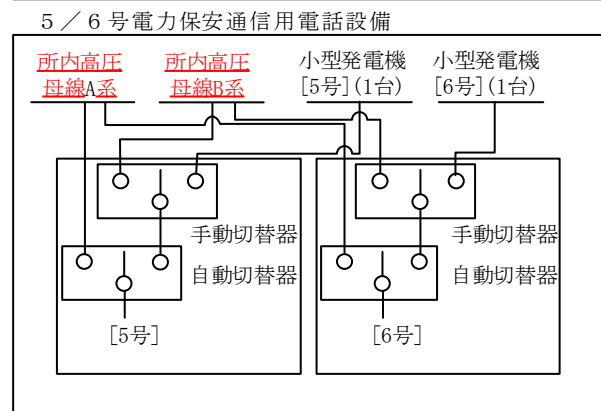 5/6号電力保安通信用電話設備
所内高圧
母線A系
所内高圧
母線B系
小型発電機
[5号](1台)
小型発電機
[6号](1台)
手動切替器
自動切替器
[5号]
手動切替器
自動切替器
[6号]